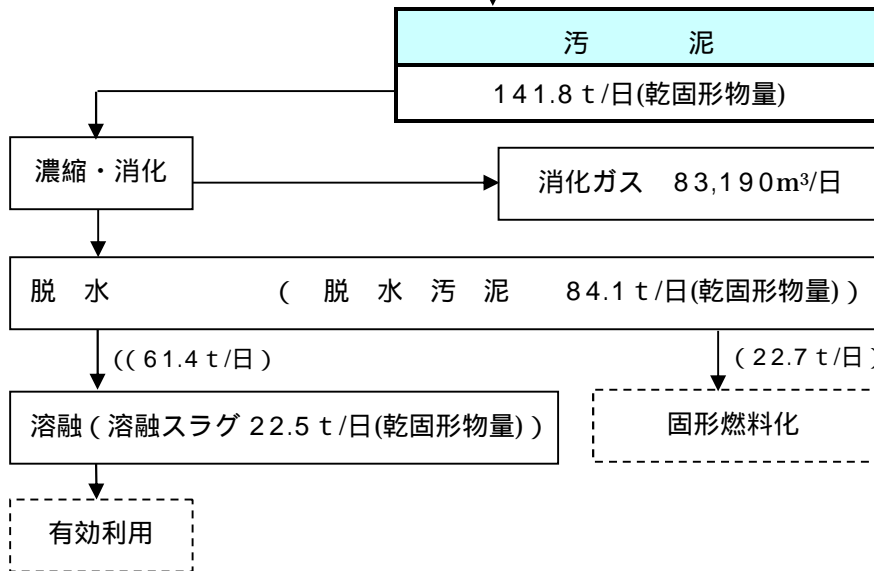 汚　　　泥
141.8ｔ/日(乾固形物量)
濃縮・消化
消化ガス　83,190m³/日
脱　水　　　　　（　脱　水　汚　泥　　84.1ｔ/日(乾固形物量)）
((61.4ｔ/日）
（22.7ｔ/日）
溶融（溶融スラグ22.5ｔ/日(乾固形物量)）
固形燃料化
有効利用